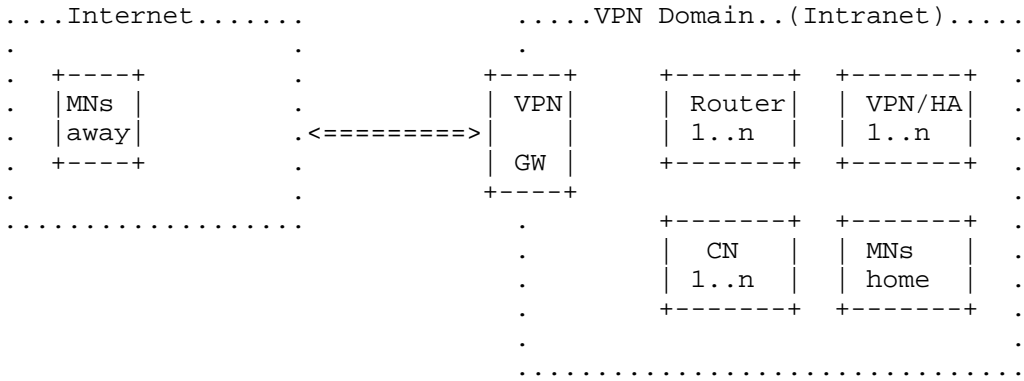 ....Internet....... .....VPN Domain..(Intranet).....
MNs away
VPN GW
Router 1..n
VPN/HA 1..n
<=========>
CN 1..n
MNs home